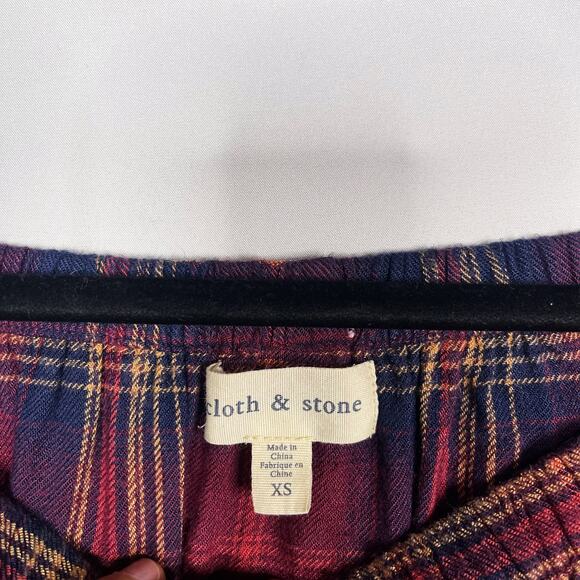 cloth & stone
Made in
China
Fabriqué en
Chine
XS